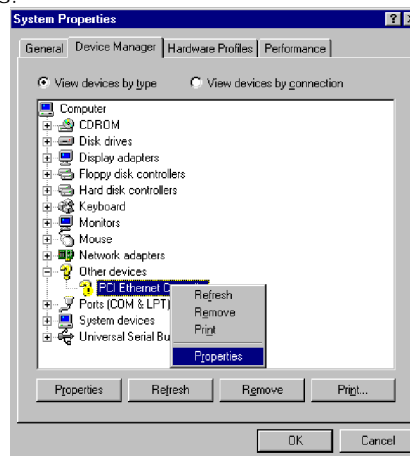 System Properties
General Device Manager Hardware Profiles Performance
View devices by type View devices by connection
Computer
CDROM
Disk drives
Display adapters
Floppy disk controllers
Hard disk controllers
Keyboard
Monitors
Mouse
Network adapters
Other devices
PCI Ethernet C
Ports (COM & LPT)
System devices
Universal Serial Bu
Refresh
Remove
Print
Properties
Properties Refresh Remove Print...
OK Cancel